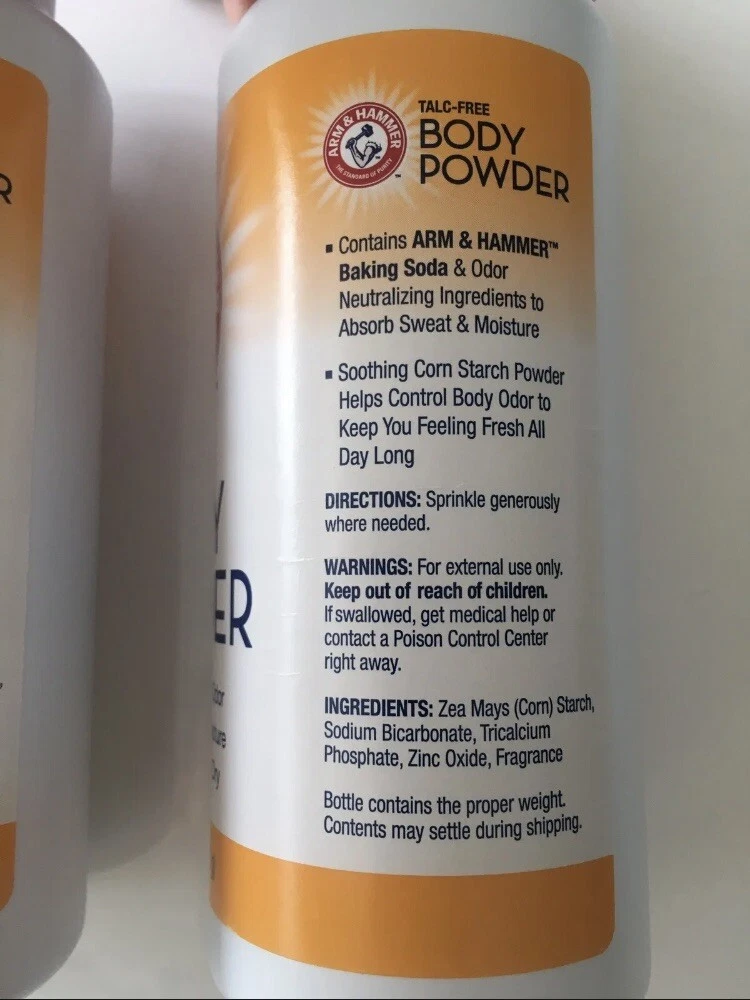 R
ARM & HAMMER
THE STANDARD OF PURITY
TALC-FREE
BODY
POWDER
▪ Contains ARM & HAMMER™
Baking Soda & Odor
Neutralizing Ingredients to
Absorb Sweat & Moisture
▪ Soothing Corn Starch Powder
Helps Control Body Odor to
Keep You Feeling Fresh All
Day Long
DIRECTIONS: Sprinkle generously
where needed.
WARNINGS: For external use only.
Keep out of reach of children.
If swallowed, get medical help or
contact a Poison Control Center
right away.
INGREDIENTS: Zea Mays (Corn) Starch,
Sodium Bicarbonate, Tricalcium
Phosphate, Zinc Oxide, Fragrance
Bottle contains the proper weight.
Contents may settle during shipping.
Y
ER